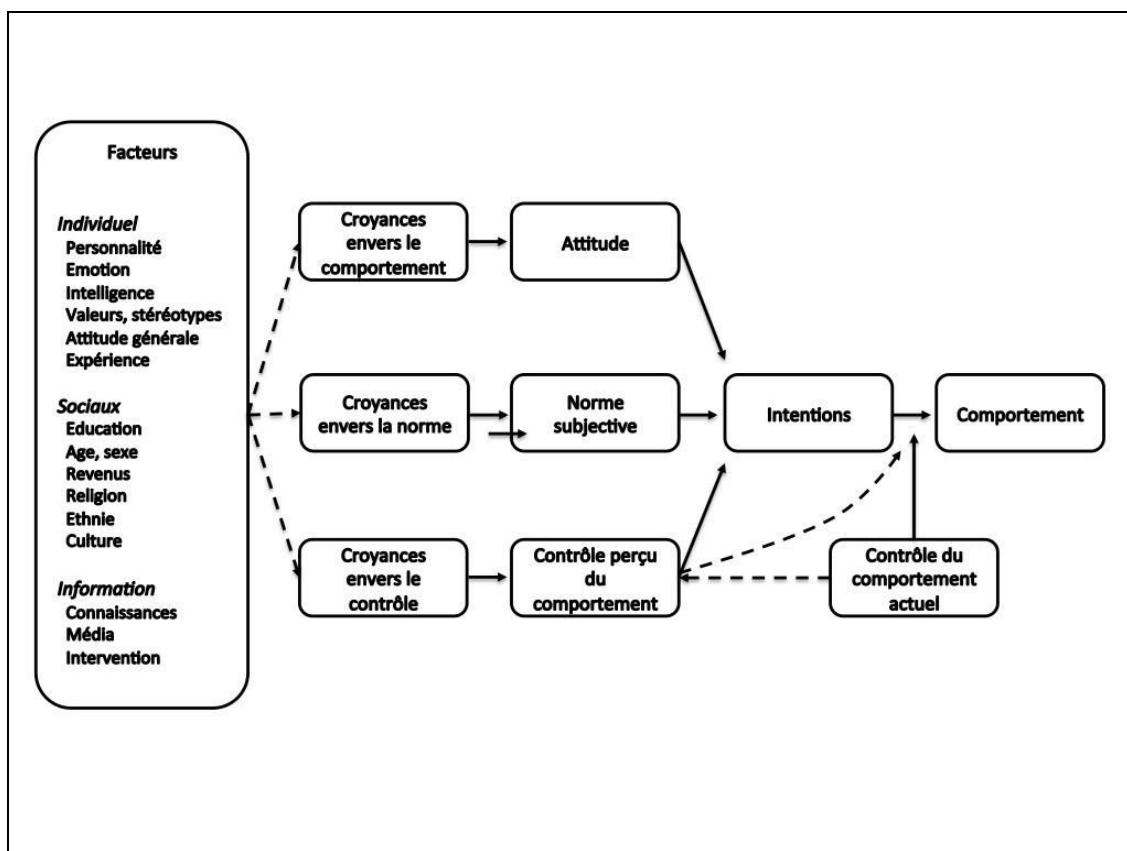 Facteurs
Individuel
Personnalité
Emotion
Intelligence
Valeurs, stéréotypes
Attitude générale
Expérience
Sociaux
Education
Age, sexe
Revenus
Religion
Ethnie
Culture
Information
Connaissances
Média
Intervention
Croyances
envers le
comportement
Attitude
Croyances
envers la norme
Norme
subjective
Intentions
Comportement
Croyances
envers le
contrôle
Contrôle perçu
du
comportement
Contrôle du
comportement
actuel